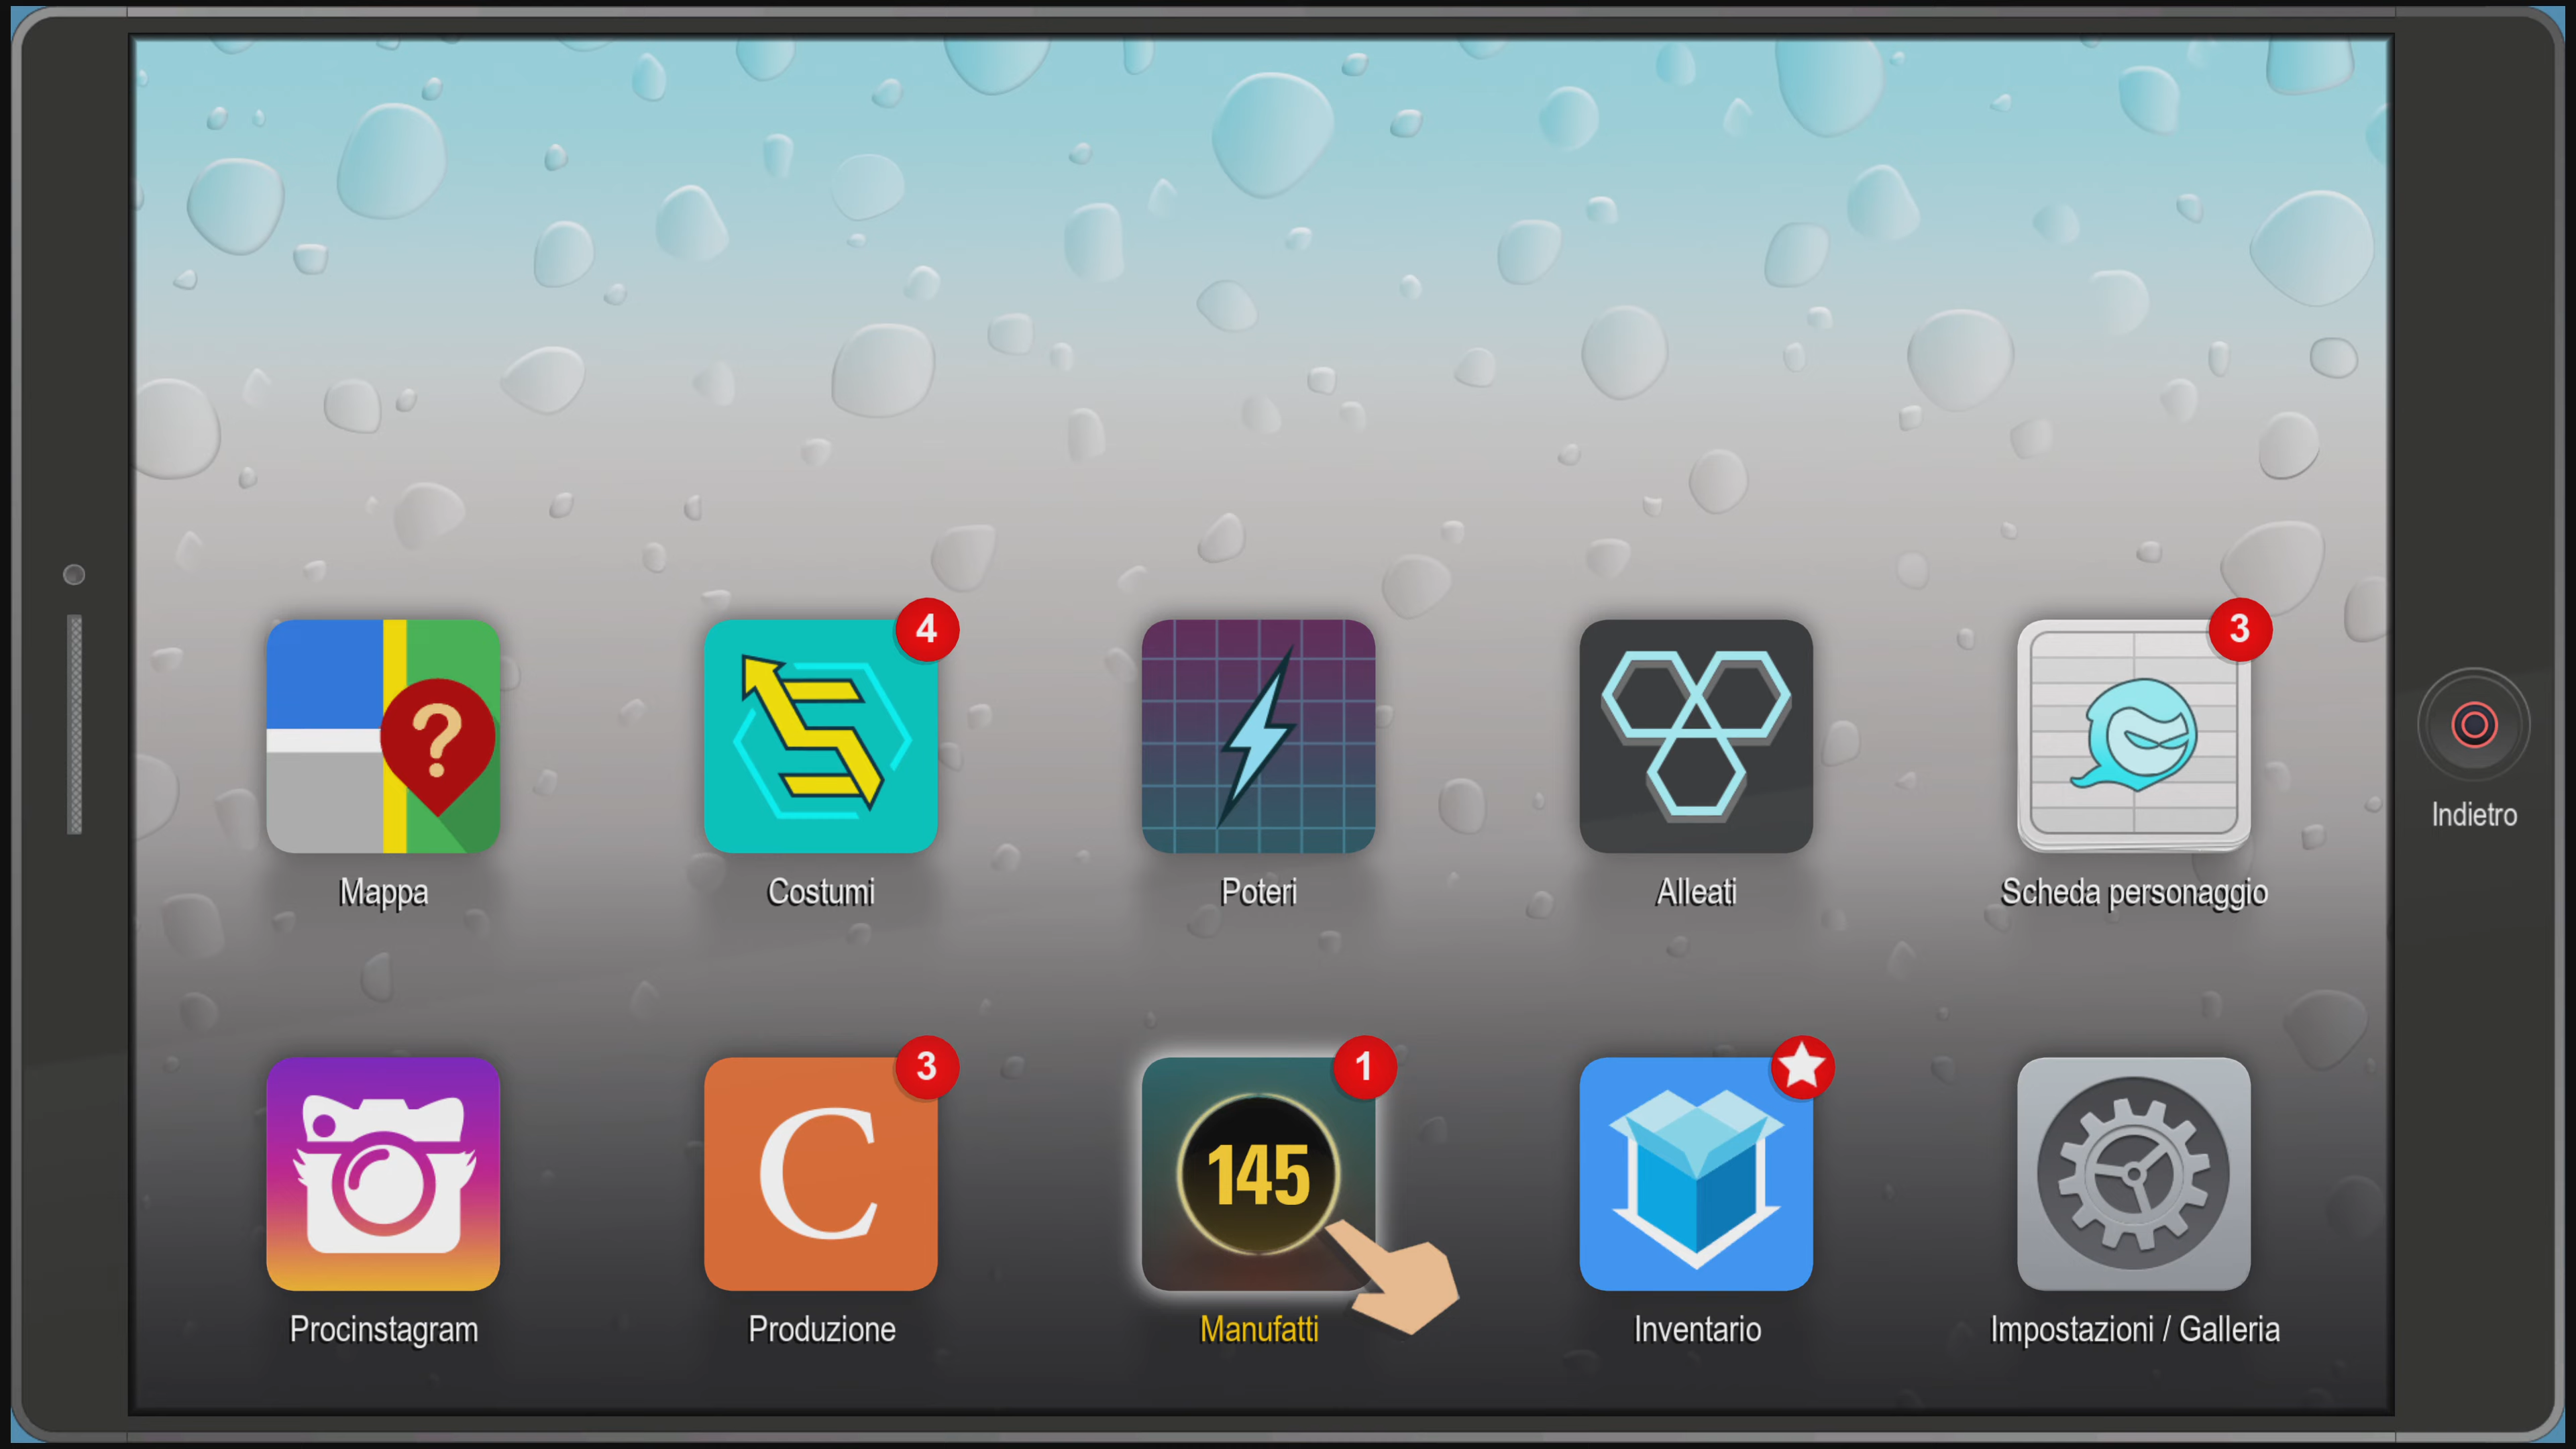 4
3
Mappa
Costumi
Poteri
Alleati
Scheda personaggio
Indietro
3
1
C
145
Procinstagram
Produzione
Manufatti
Inventario
Impostazioni / Galleria